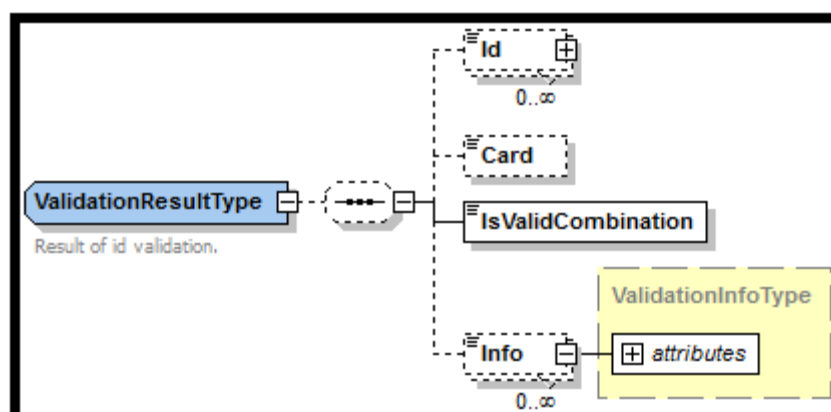 Id
0..∞
Card
ValidationResultType
IsValidCombination
Result of id validation.
ValidationInfoType
Info
attributes
0..∞